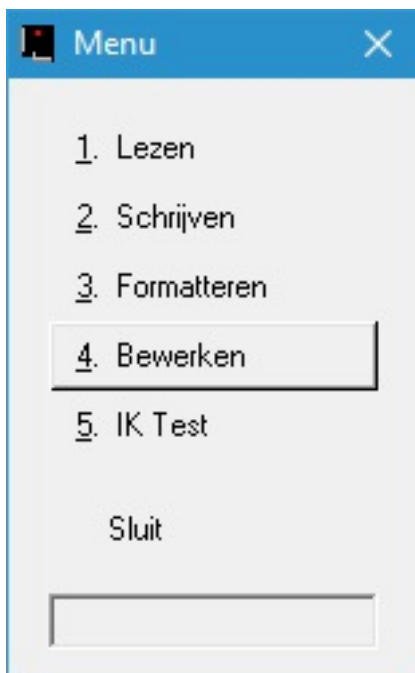 Menu
1. Lezen
2. Schrijven
3. Formatteren
4. Bewerken
5. IK Test
Sluit